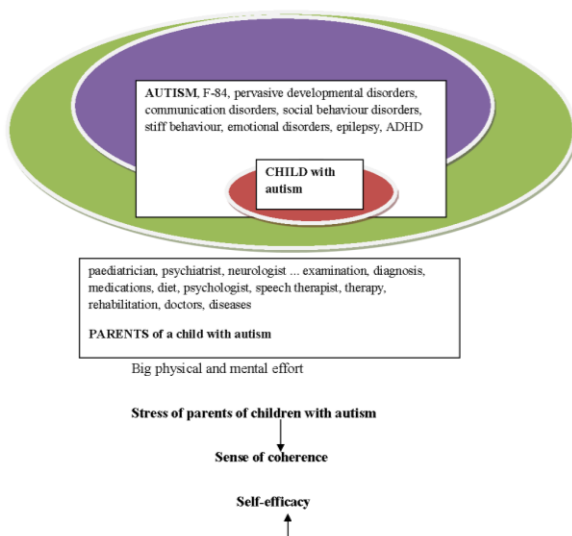 AUTISM, F-84, pervasive developmental disorders,
communication disorders, social behaviour disorders,
stiff behaviour, emotional disorders, epilepsy, ADHD
CHILD with
autism
paediatrician, psychiatrist, neurologist ... examination, diagnosis,
medications, diet, psychologist, speech therapist, therapy,
rehabilitation, doctors, diseases
PARENTS of a child with autism
Big physical and mental effort
Stress of parents of children with autism
Sense of coherence
Self-efficacy